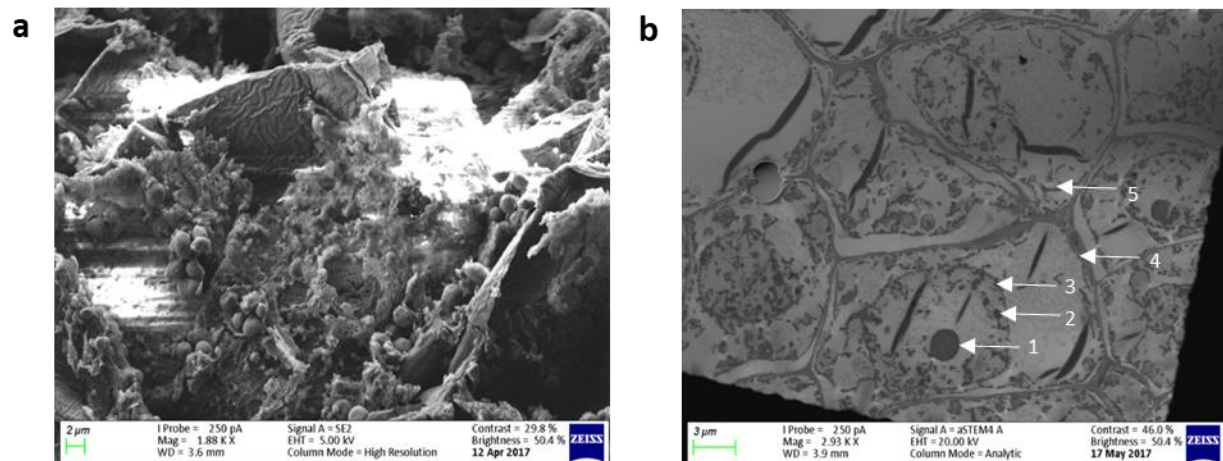 a
b
5
4
3
2
1
2 µm
I Probe = 250 pA
Mag = 1.88 K X
WD = 3.6 mm
Signal A = SE2
EHT = 5.00 kV
Column Mode = High Resolution
Contrast = 29.8 %
Brightness = 50.4 %
12 Apr 2017
ZEISS
3 µm
I Probe = 250 pA
Mag = 2.93 K X
WD = 3.9 mm
Signal A = aSTEM4 A
EHT = 20.00 kV
Column Mode = Analytic
Contrast = 46.0 %
Brightness = 50.4 %
17 May 2017
ZEISS